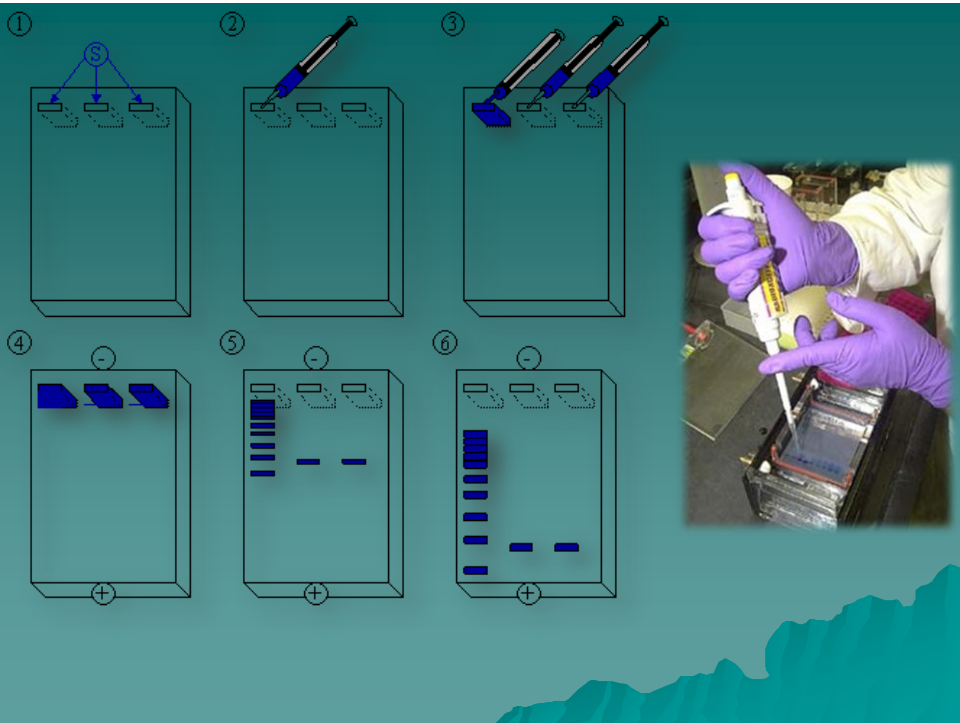 ① ② ③
S
④ ⑤ ⑥
- - -
+ + +